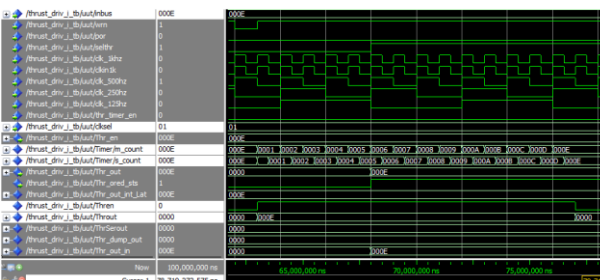 /thrust_driv_i_tb/uut/inbus 000E 000E
/thrust_driv_i_tb/uut/wrn 1
/thrust_driv_i_tb/uut/por 0
/thrust_driv_i_tb/uut/selthr 1
/thrust_driv_i_tb/uut/clk_1khz 0
/thrust_driv_i_tb/uut/clkin1k 0
/thrust_driv_i_tb/uut/clk_500hz 1
/thrust_driv_i_tb/uut/clk_250hz 0
/thrust_driv_i_tb/uut/clk_125hz 0
/thrust_driv_i_tb/uut/thr_timer_en 0
/thrust_driv_i_tb/uut/clksel 01 01
/thrust_driv_i_tb/uut/Thr_en 000E 000E
/thrust_driv_i_tb/uut/Timer/m_count 000E 000E 0001 0002 0003 0004 0005 0006 0007 0008 0009 000A 000B 000C 000D 000E
/thrust_driv_i_tb/uut/Timer/s_count 000E 000E 0001 0002 0003 0004 0005 0006 0007 0008 0009 000A 000B 000C 000D 000E
/thrust_driv_i_tb/uut/Thr_out 000E 0000 000E
/thrust_driv_i_tb/uut/Thr_pred_sts 1
/thrust_driv_i_tb/uut/Thr_out_int_Lat 000E 000E
/thrust_driv_i_tb/Thren 0
/thrust_driv_i_tb/Throut 0000 0000 000E 0000
/thrust_driv_i_tb/uut/ThrSerout 0000 0000
/thrust_driv_i_tb/uut/Thr_dump_out 0000 0000
/thrust_driv_i_tb/uut/Thr_out_in 000E 0000 000E
Now 100,000,000 ns 65,000,000 ns 70,000,000 ns 75,000,000 ns